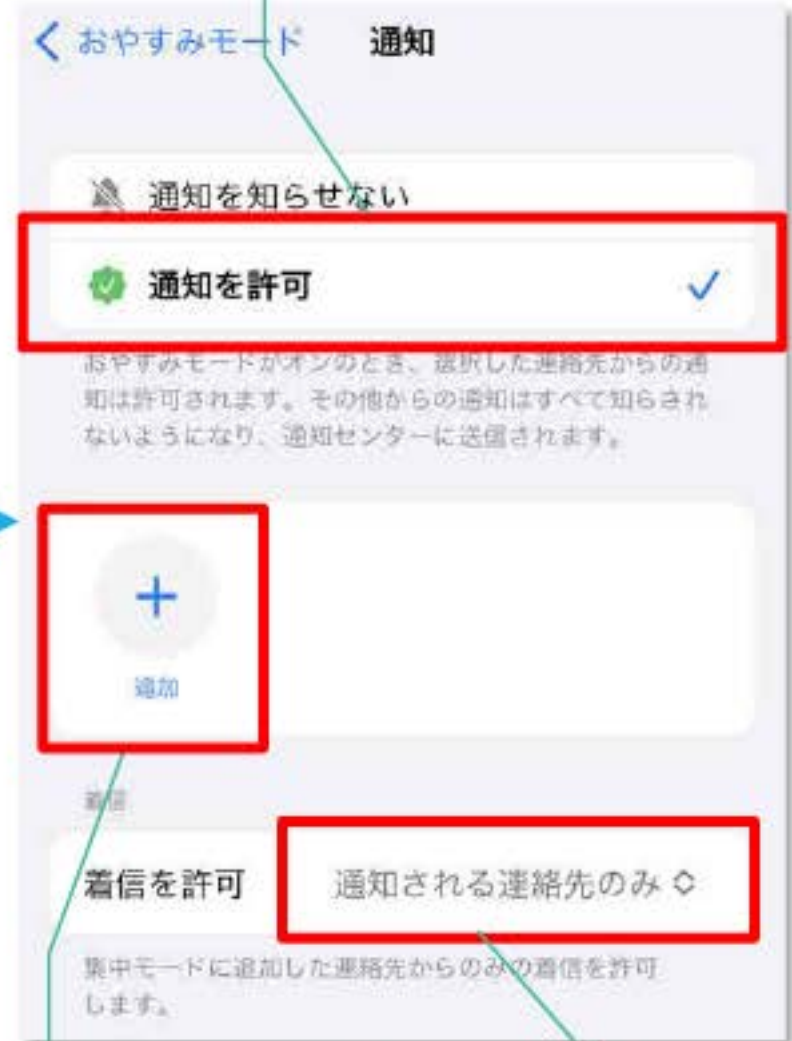 おやすみモード 通知
通知を知らせない
通知を許可
おやすみモードがオンのとき、選択した連絡先からの通
知は許可されます。その他からの通知はすべて知らされ
ないようになり、通知センターに送信されます。
追加
着信
着信を許可 通知される連絡先のみ
集中モードに追加した連絡先からのみの着信を許可
します。